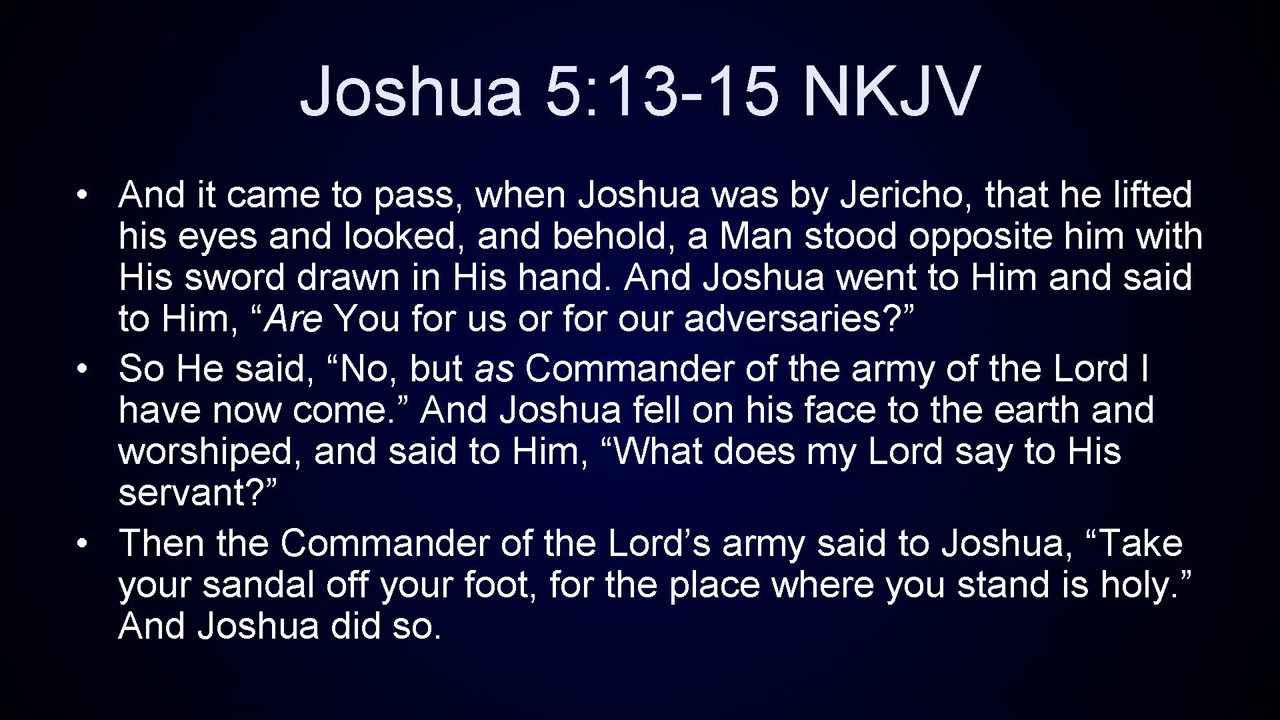 Joshua 5:13-15 NKJV
• And it came to pass, when Joshua was by Jericho, that he lifted
his eyes and looked, and behold, a Man stood opposite him with
His sword drawn in His hand. And Joshua went to Him and said
to Him, “Are You for us or for our adversaries?”
• So He said, “No, but as Commander of the army of the Lord I
have now come.” And Joshua fell on his face to the earth and
worshiped, and said to Him, “What does my Lord say to His
servant?”
• Then the Commander of the Lord’s army said to Joshua, “Take
your sandal off your foot, for the place where you stand is holy.”
And Joshua did so.